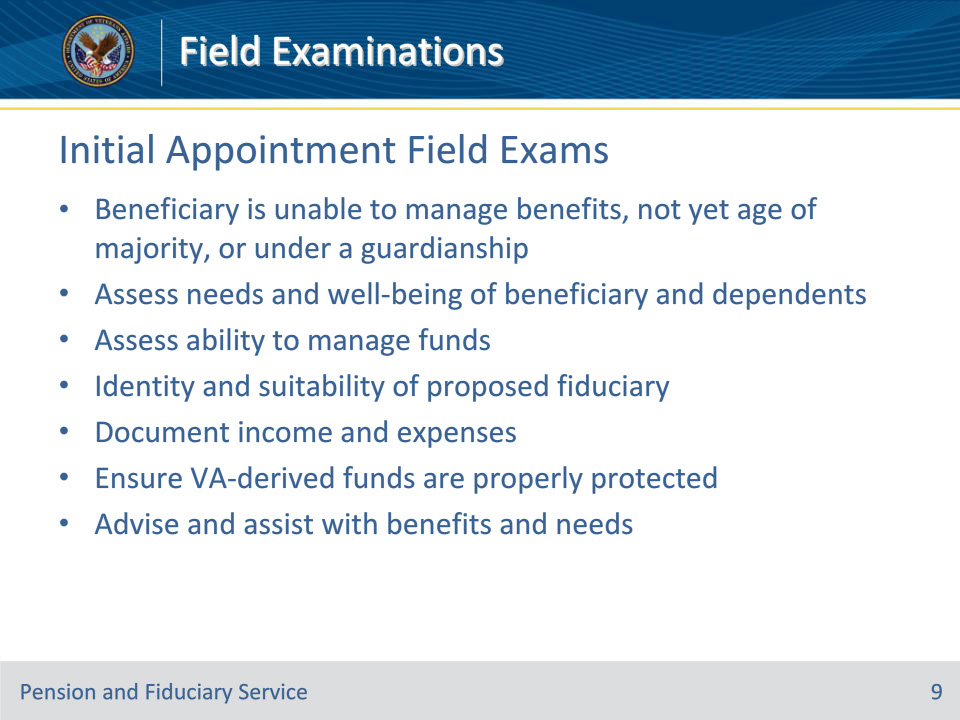 Field Examinations
Initial Appointment Field Exams
• Beneficiary is unable to manage benefits, not yet age of
majority, or under a guardianship
• Assess needs and well-being of beneficiary and dependents
• Assess ability to manage funds
• Identity and suitability of proposed fiduciary
• Document income and expenses
• Ensure VA-derived funds are properly protected
• Advise and assist with benefits and needs
Pension and Fiduciary Service
9